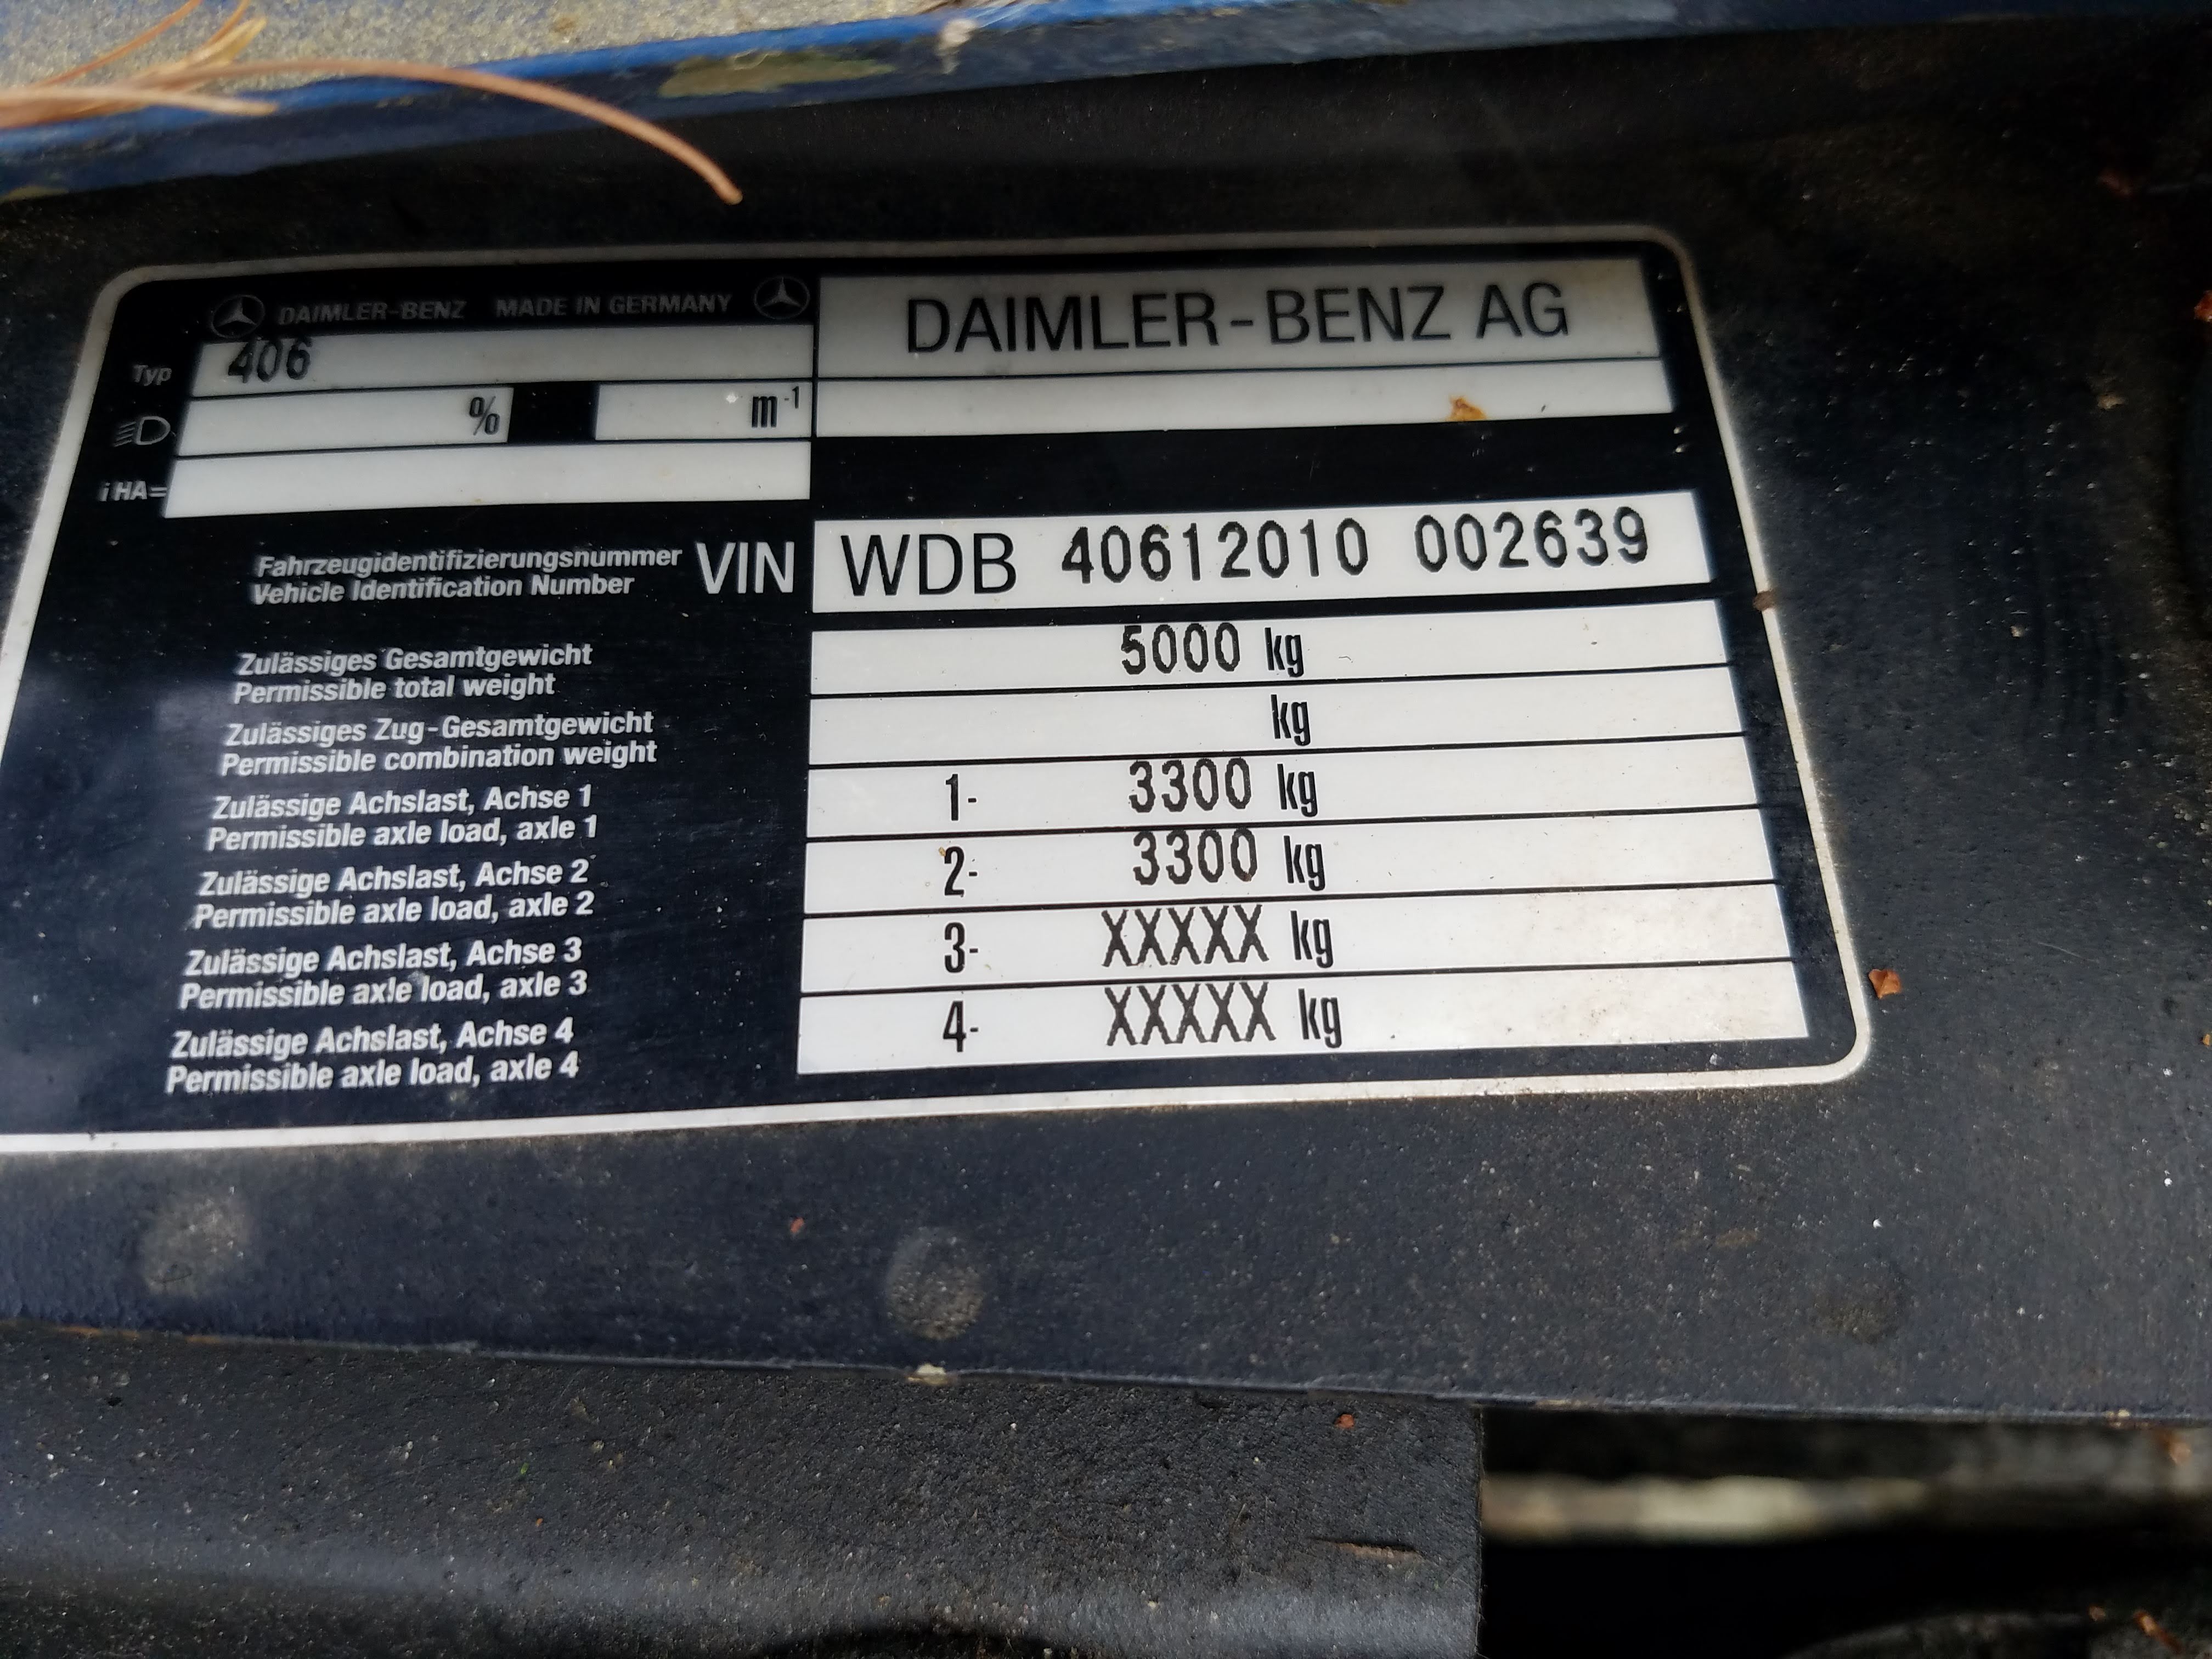 DAIMLER-BENZ MADE IN GERMANY
DAIMLER-BENZ AG
Typ 406
% m-1
i HA=
Fahrzeugidentifizierungsnummer
Vehicle Identification Number
VIN WDB 40612010 002639
Zulässiges Gesamtgewicht
Permissible total weight
5000 kg
Zulässiges Zug-Gesamtgewicht
Permissible combination weight
kg
Zulässige Achslast, Achse 1
Permissible axle load, axle 1
1- 3300 kg
Zulässige Achslast, Achse 2
Permissible axle load, axle 2
2- 3300 kg
Zulässige Achslast, Achse 3
Permissible axle load, axle 3
3- XXXXX kg
Zulässige Achslast, Achse 4
Permissible axle load, axle 4
4- XXXXX kg